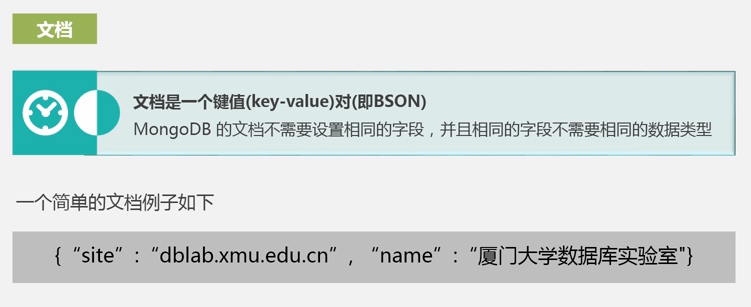 文档
文档是一个键值(key-value)对(即BSON)
MongoDB 的文档不需要设置相同的字段，并且相同的字段不需要相同的数据类型
一个简单的文档例子如下
{ “site” : “dblab.xmu.edu.cn” , “name” : “厦门大学数据库实验室"}